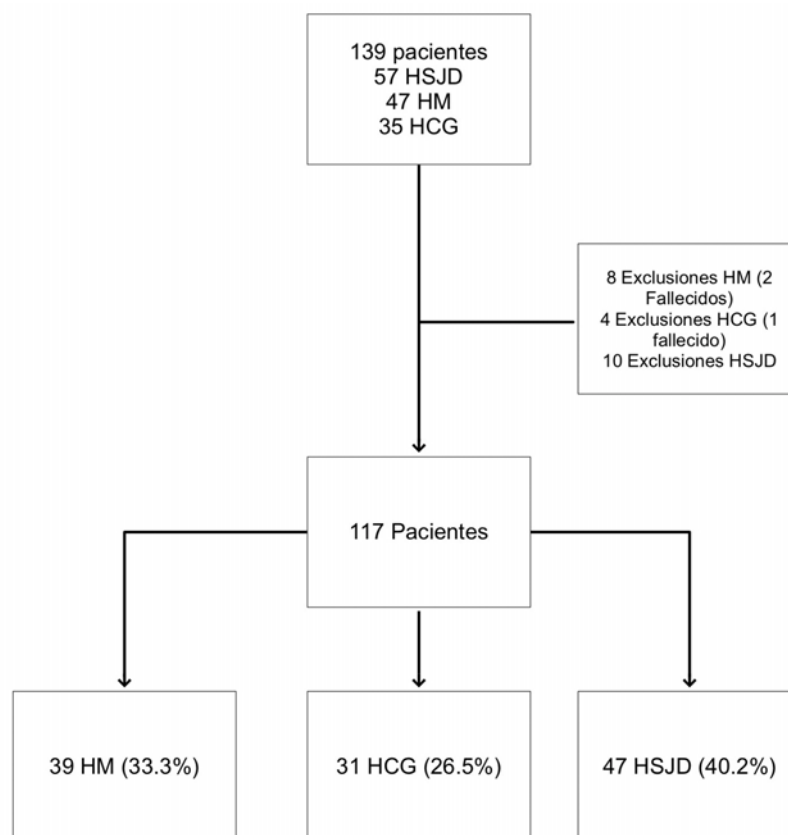 139 pacientes
57 HSJD
47 HM
35 HCG
8 Exclusiones HM (2
Fallecidos)
4 Exclusiones HCG (1
fallecido)
10 Exclusiones HSJD
117 Pacientes
39 HM (33.3%)
31 HCG (26.5%)
47 HSJD (40.2%)